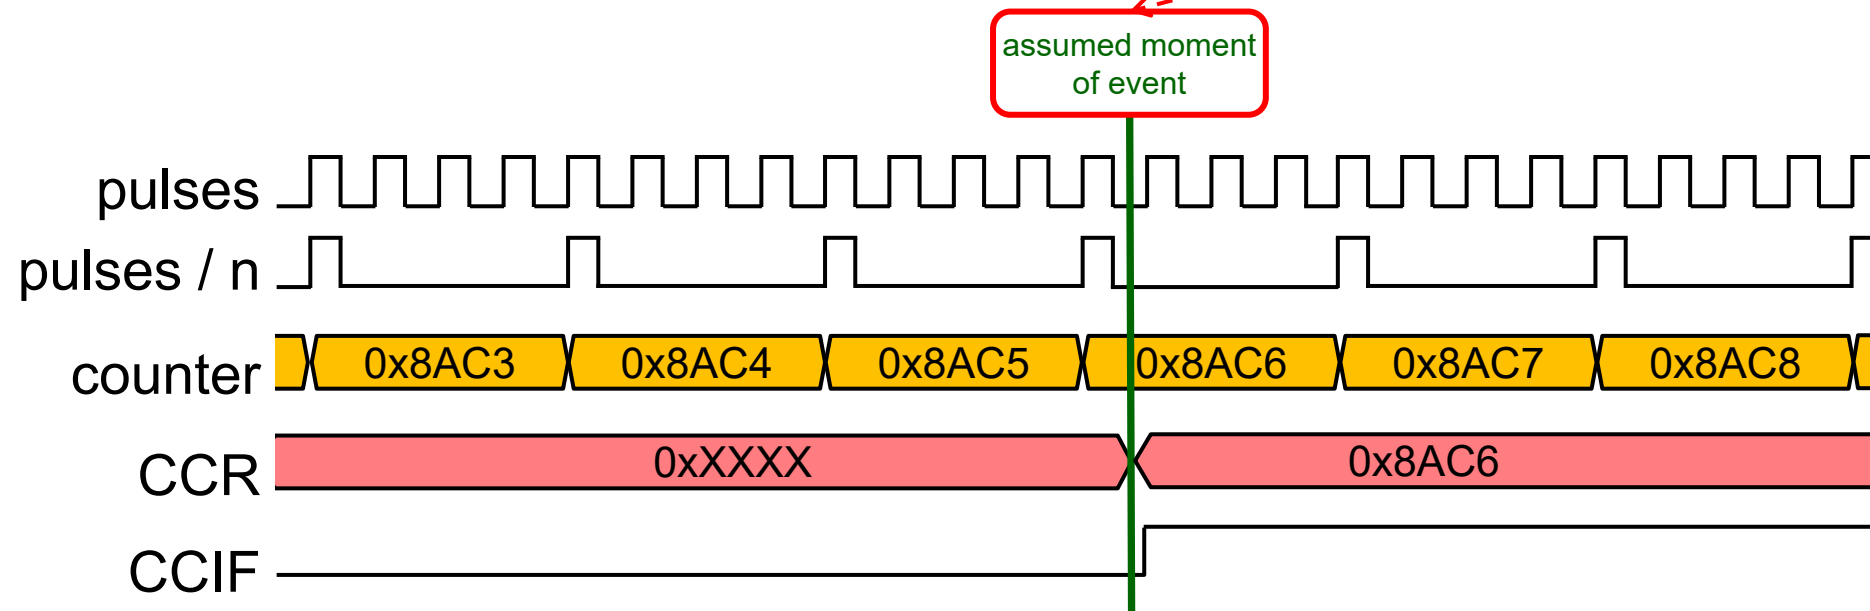 assumed moment
of event
pulses
pulses / n
counter 0x8AC3 0x8AC4 0x8AC5 0x8AC6 0x8AC7 0x8AC8
CCR 0xXXXX 0x8AC6
CCIF